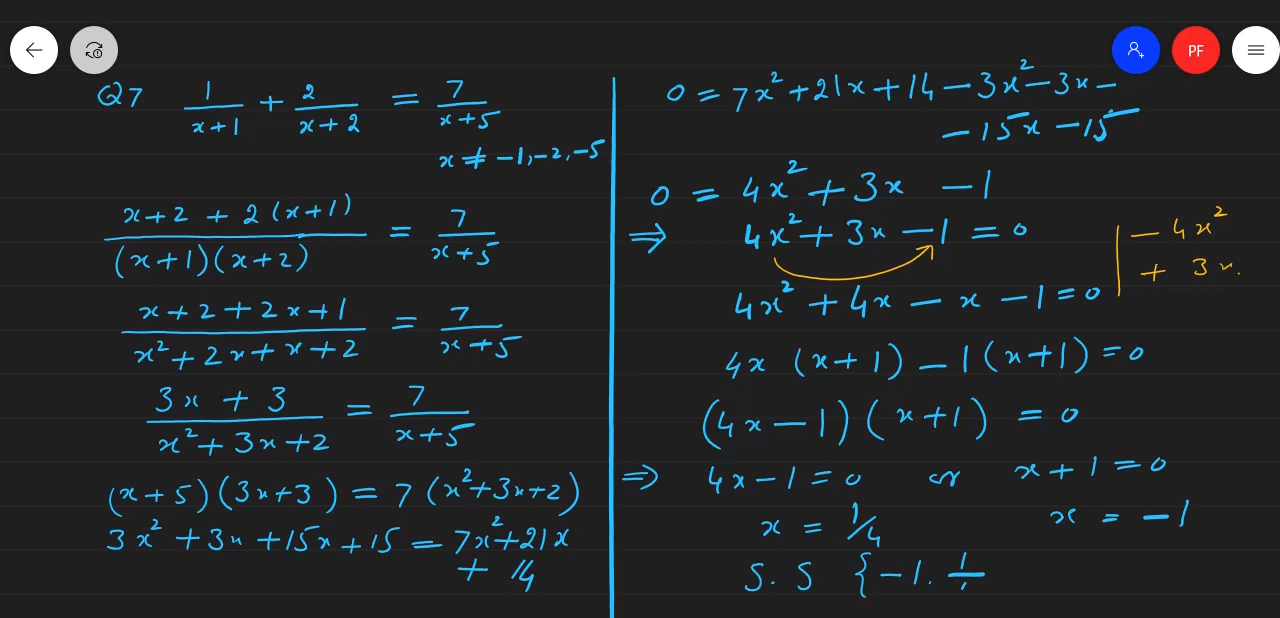 PF
Q7 1/(x+1) + 2/(x+2) = 7/(x+5)
x ≠ -1, -2, -5
(x+2 + 2(x+1))/((x+1)(x+2)) = 7/(x+5)
(x+2+2x+1)/(x²+2x+x+2) = 7/(x+5)
(3x + 3)/(x²+3x+2) = 7/(x+5)
(x+5)(3x+3) = 7(x²+3x+2)
3x² + 3x + 15x + 15 = 7x² + 21x
+ 14
0 = 7x² + 21x + 14 - 3x² - 3x -
- 15x - 15
0 = 4x² + 3x - 1
⇒ 4x² + 3x - 1 = 0
- 4x²
+ 3x.
4x² + 4x - x - 1 = 0
4x (x+1) - 1(x+1) = 0
(4x - 1)(x+1) = 0
⇒ 4x - 1 = 0 or x + 1 = 0
x = 1/4 x = -1
S.S {-1. 1/